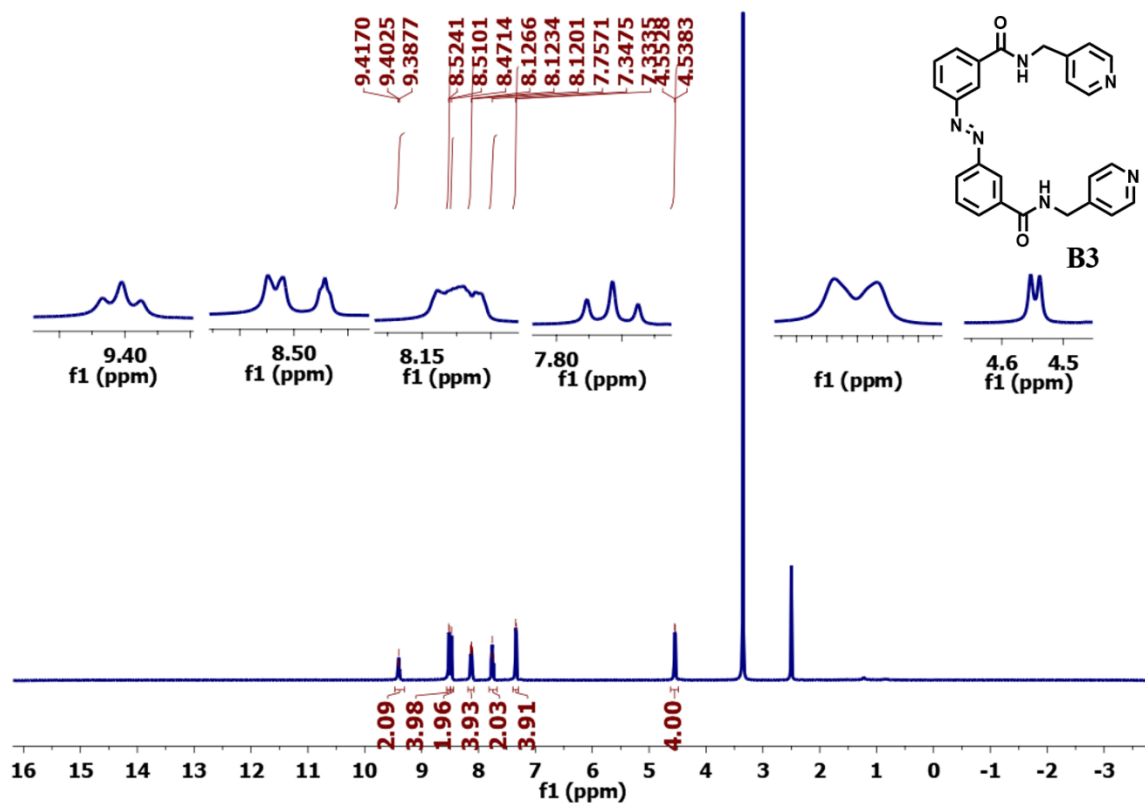 9.4170
9.4025
9.3877
8.5241
8.5101
8.4714
8.1266
8.1234
8.1201
7.7571
7.3475
7.3335
4.5528
4.5383
O
N
H
N
N
N
N
H
O
N
B3
9.40
f1 (ppm)
8.50
f1 (ppm)
8.15
f1 (ppm)
7.80
f1 (ppm)
f1 (ppm)
4.6 4.5
f1 (ppm)
2.09
3.98
1.96
3.93
2.03
3.91
4.00
16 15 14 13 12 11 10 9 8 7 6 5 4 3 2 1 0 -1 -2 -3
f1 (ppm)